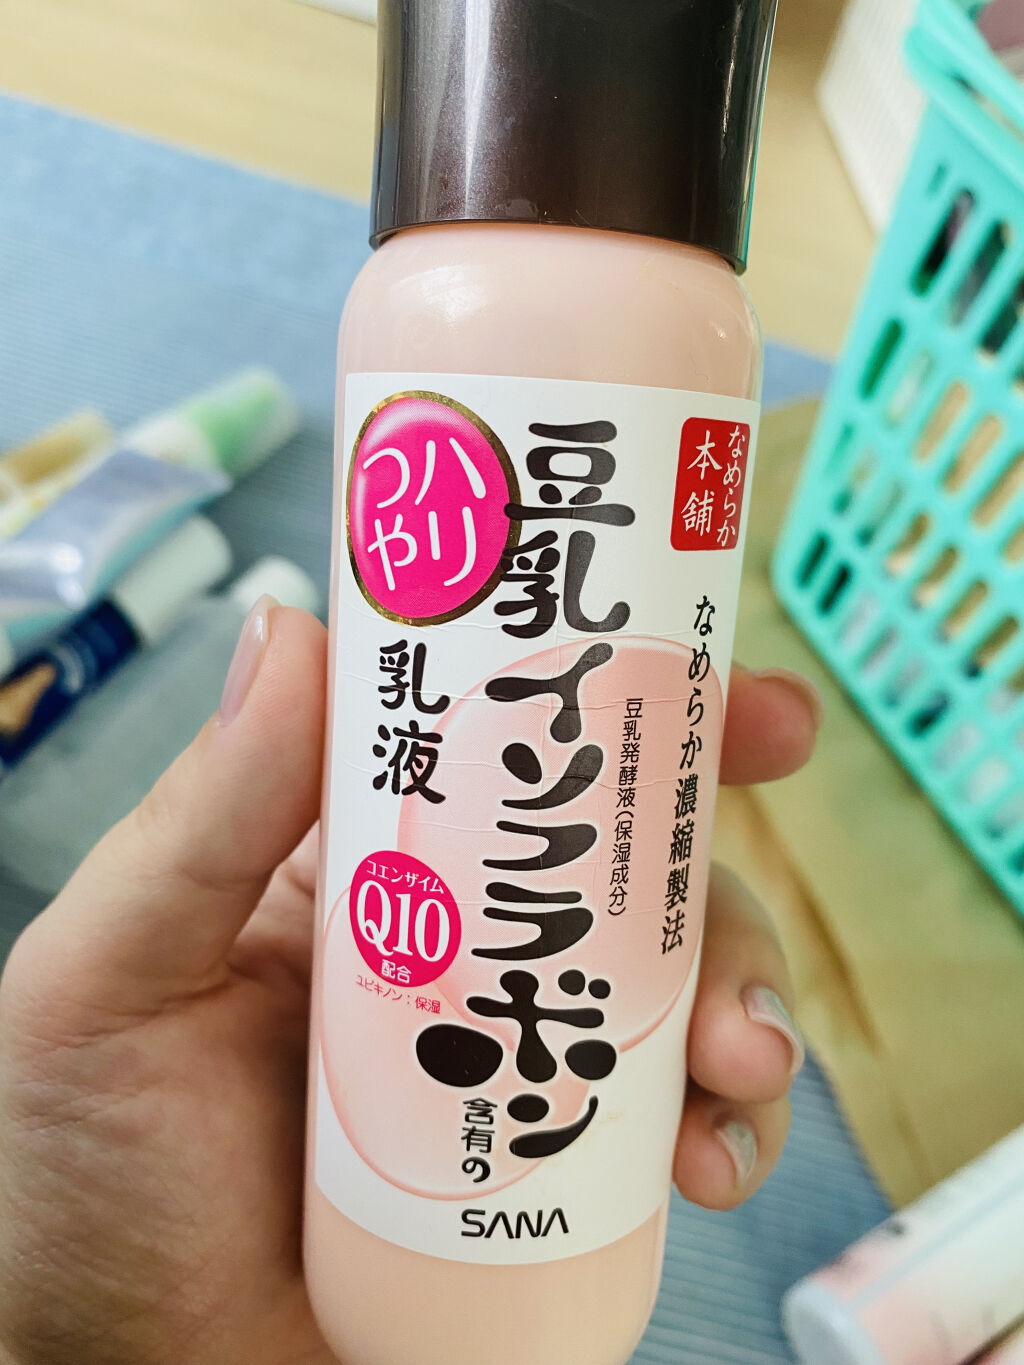 なめらか
本舗
なめらか濃縮製法
豆乳発酵液(保湿成分)
豆乳イソフラボン
含有の
ハリ
つや
乳液
コエンザイム
Q10
配合
ユビキノン:保湿
SANA